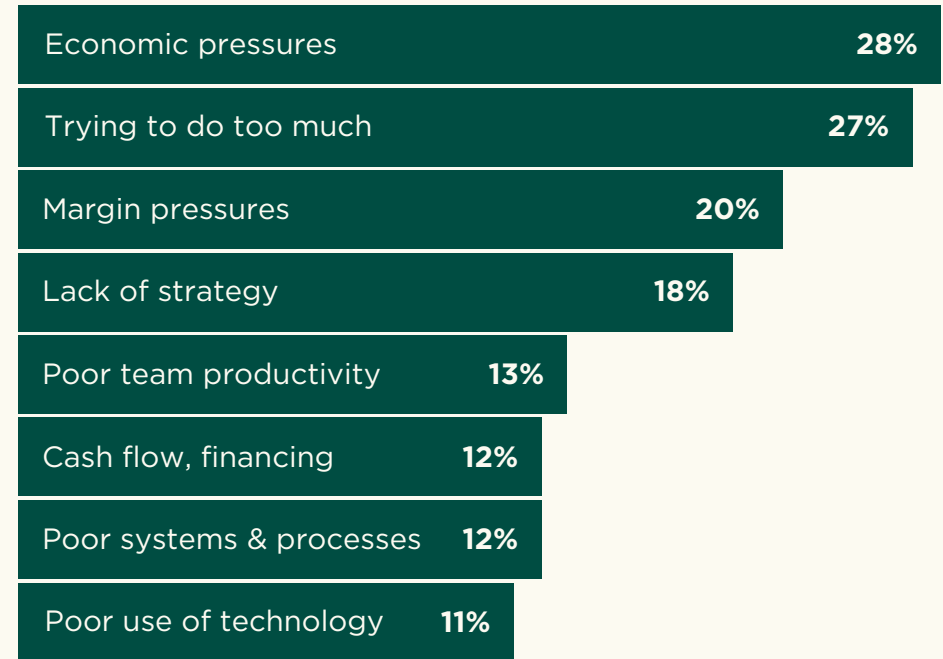 Economic pressures 28%
Trying to do too much 27%
Margin pressures 20%
Lack of strategy 18%
Poor team productivity 13%
Cash flow, financing 12%
Poor systems & processes 12%
Poor use of technology 11%